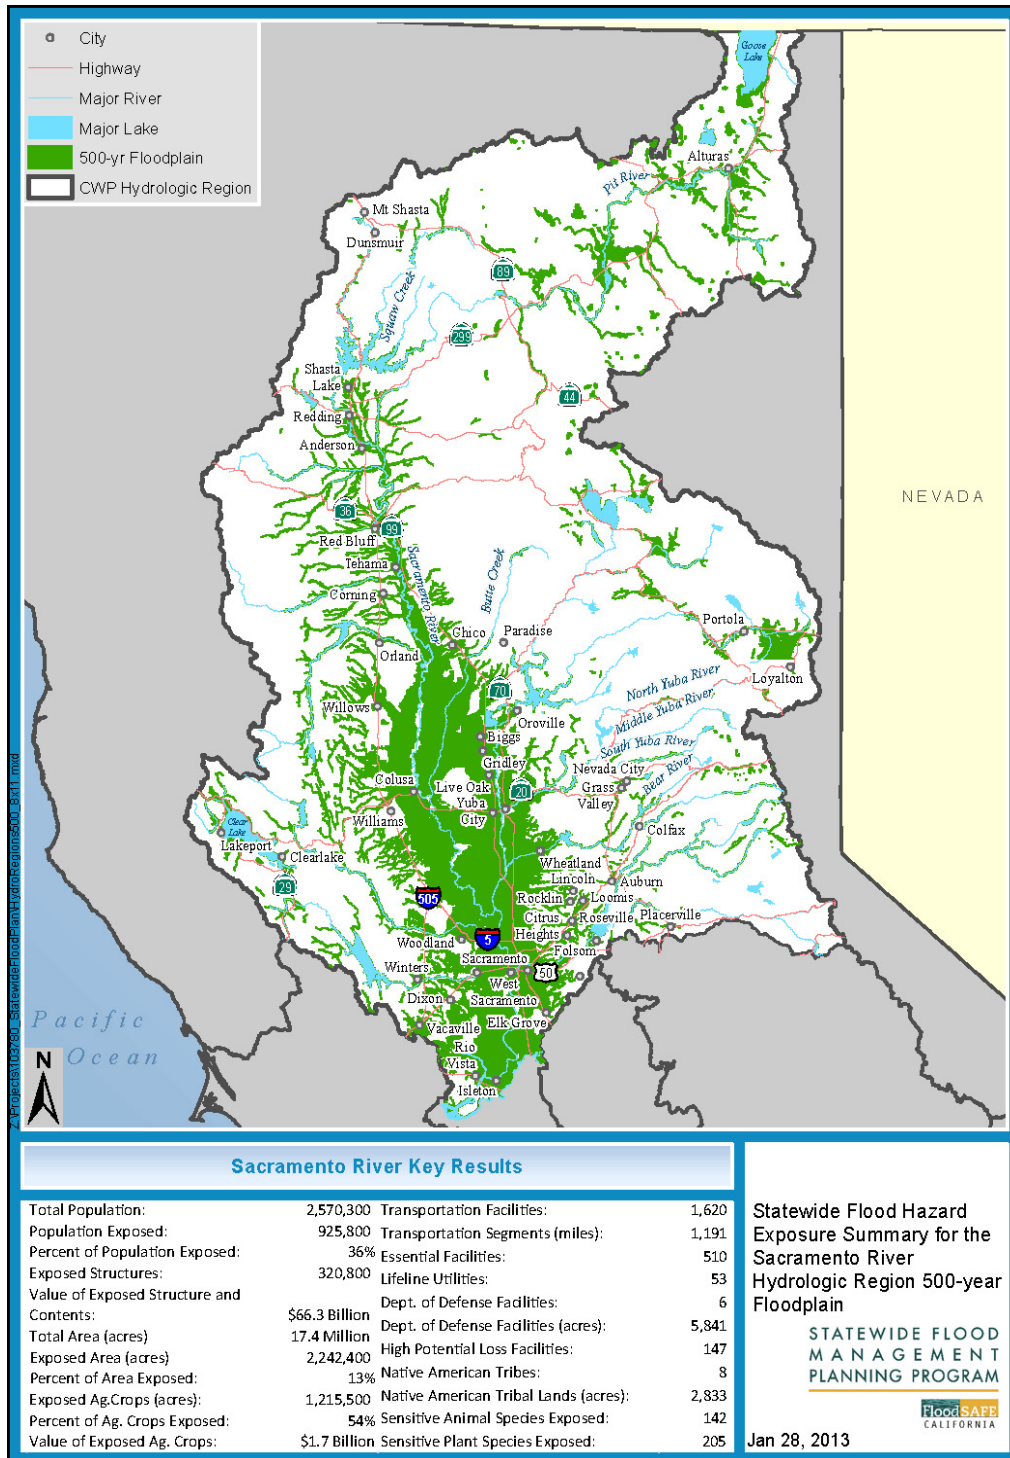 City
Highway
Major River
Major Lake
500-yr Floodplain
CWP Hydrologic Region
Goose
Lake
Alturas
Pit River
Mt Shasta
Dunsmuir
89
Squaw Creek
299
Shasta
Lake
44
Redding
Anderson
NEVADA
36
99
Red Bluff
Tehama
Sacramento River
Butte Creek
Corning
Portola
Chico
Paradise
Orland
Loyalton
North Yuba River
70
Middle Yuba River
Willows
Oroville
Biggs
South Yuba River
Gridley
Nevada City
Bear River
Colusa
Live Oak
Grass
Valley
20
Yuba
City
Williams
Clear
Lake
Colfax
Lakeport
Clearlake
Wheatland
Lincoln
Auburn
29
505
Rocklin
Loomis
Citrus
Heights
Roseville
Placerville
5
Woodland
Folsom
Sacramento
50
Winters
West
Sacramento
Dixon
Elk Grove
Vacaville
Rio
Vista
Isleton
Pacific
Ocean
N
Z:\Projects\103780_StatewideFloodPlan\HydroRegions500_8x11.mxd
Sacramento River Key Results
Total Population: 2,570,300
Population Exposed: 925,800
Percent of Population Exposed: 36%
Exposed Structures: 320,800
Value of Exposed Structure and
Contents: $66.3 Billion
Total Area (acres) 17.4 Million
Exposed Area (acres) 2,242,400
Percent of Area Exposed: 13%
Exposed Ag.Crops (acres): 1,215,500
Percent of Ag. Crops Exposed: 54%
Value of Exposed Ag. Crops: $1.7 Billion
Transportation Facilities: 1,620
Transportation Segments (miles): 1,191
Essential Facilities: 510
Lifeline Utilities: 53
Dept. of Defense Facilities: 6
Dept. of Defense Facilities (acres): 5,841
High Potential Loss Facilities: 147
Native American Tribes: 8
Native American Tribal Lands (acres): 2,833
Sensitive Animal Species Exposed: 142
Sensitive Plant Species Exposed: 205
Statewide Flood Hazard
Exposure Summary for the
Sacramento River
Hydrologic Region 500-year
Floodplain
STATEWIDE FLOOD
MANAGEMENT
PLANNING PROGRAM
FloodSAFE
CALIFORNIA
Jan 28, 2013